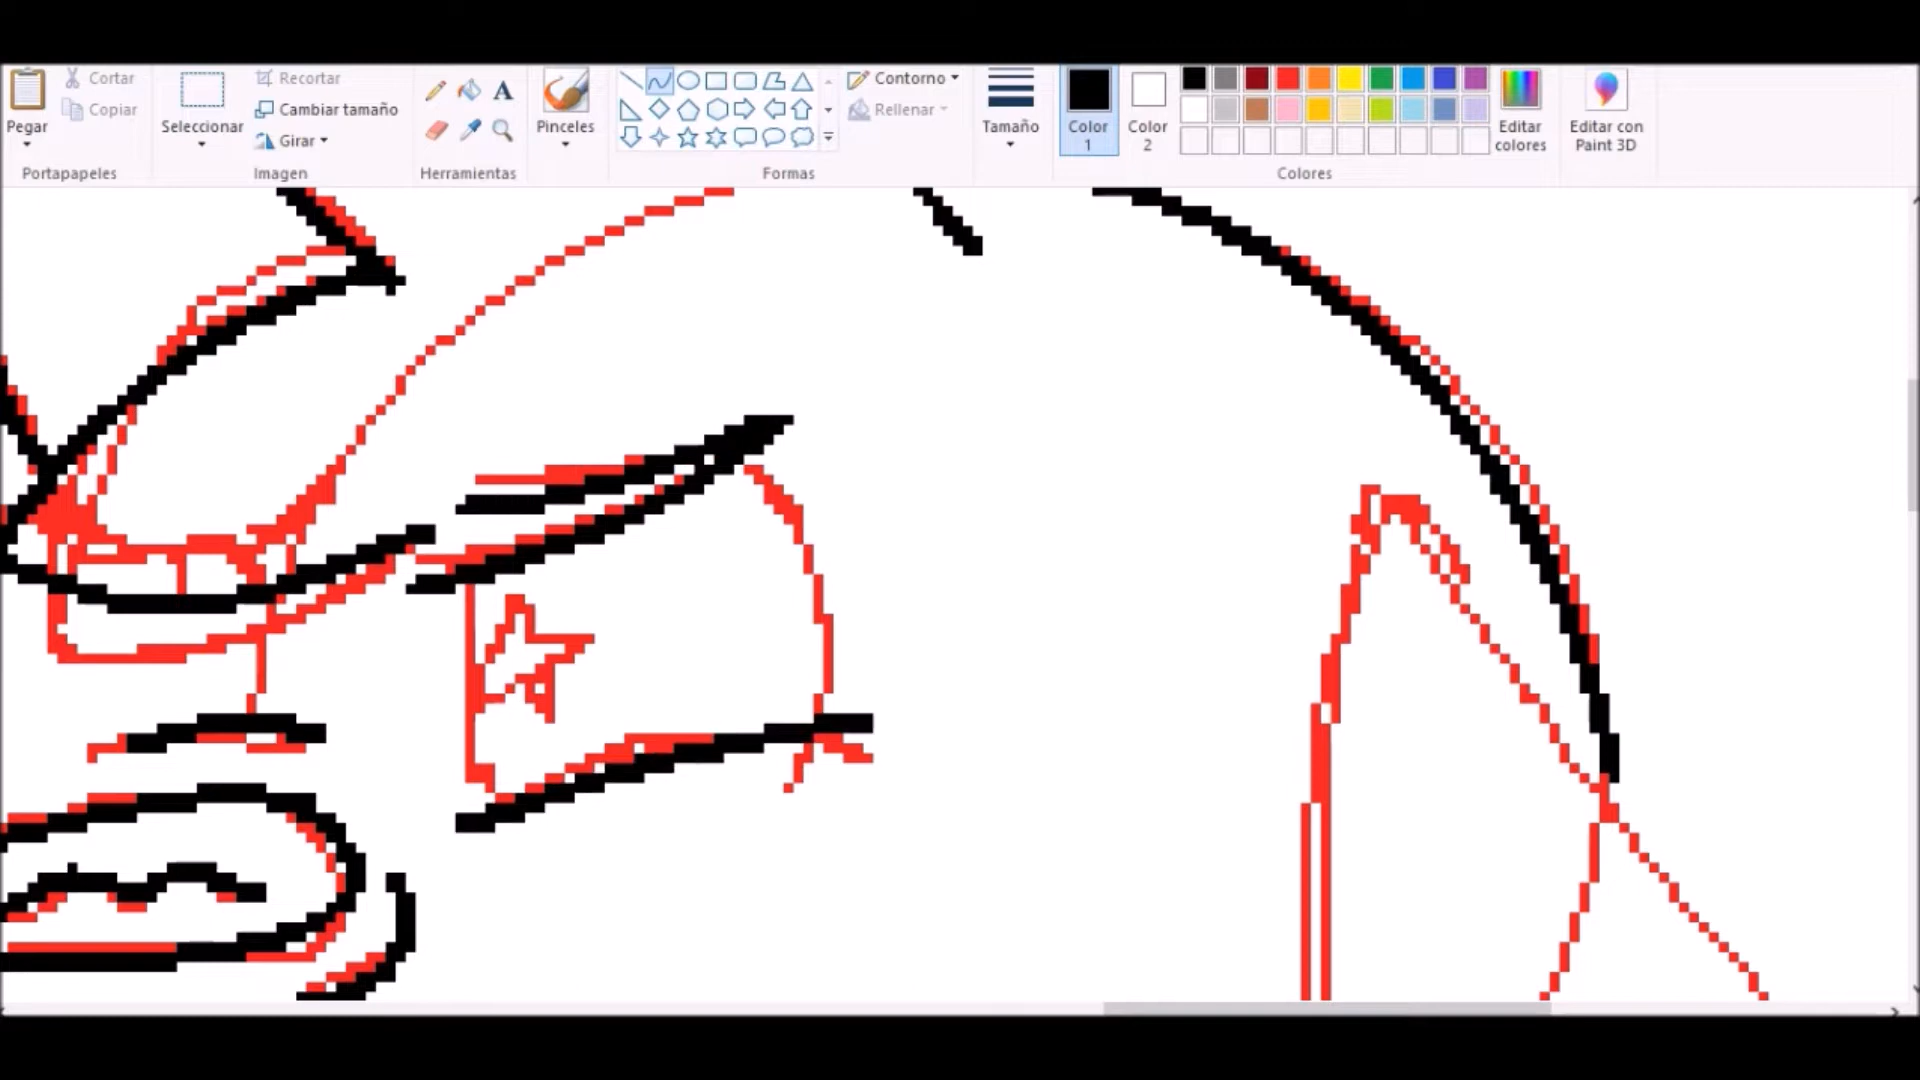 Cortar
Copiar
Pegar
Portapapeles
Seleccionar
Recortar
Cambiar tamaño
Girar
Imagen
A
Herramientas
Pinceles
Contorno
Rellenar
Formas
Tamaño
Color
1
Color
2
Editar
colores
Colores
Editar con
Paint 3D